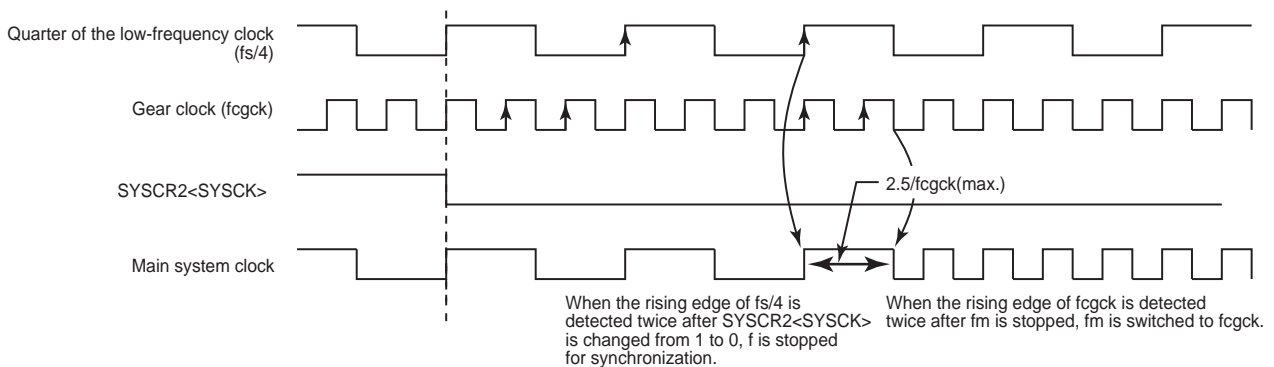 Quarter of the low-frequency clock
(fs/4)
Gear clock (fcgck)
SYSCR2<SYSCK>
2.5/fcgck(max.)
Main system clock
When the rising edge of fs/4 is
detected twice after SYSCR2<SYSCK>
is changed from 1 to 0, f is stopped
for synchronization.
When the rising edge of fcgck is detected
twice after fm is stopped, fm is switched to fcgck.